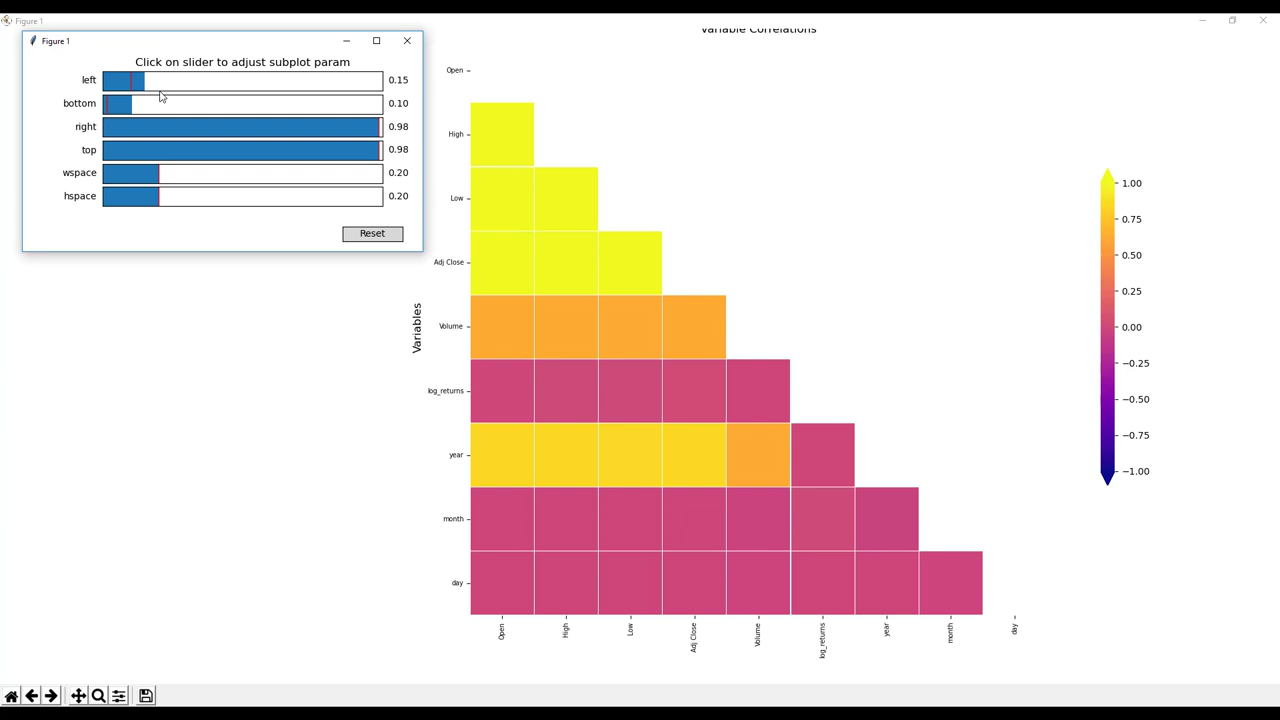 Figure 1
Figure 1
Click on slider to adjust subplot param
left 0.15
bottom 0.10
right 0.98
top 0.98
wspace 0.20
hspace 0.20
Reset
Variable Correlations
Variables
Open
High
Low
Adj Close
Volume
log_returns
year
month
day
Open
High
Low
Adj Close
Volume
log_returns
year
month
day
1.00
0.75
0.50
0.25
0.00
−0.25
−0.50
−0.75
−1.00